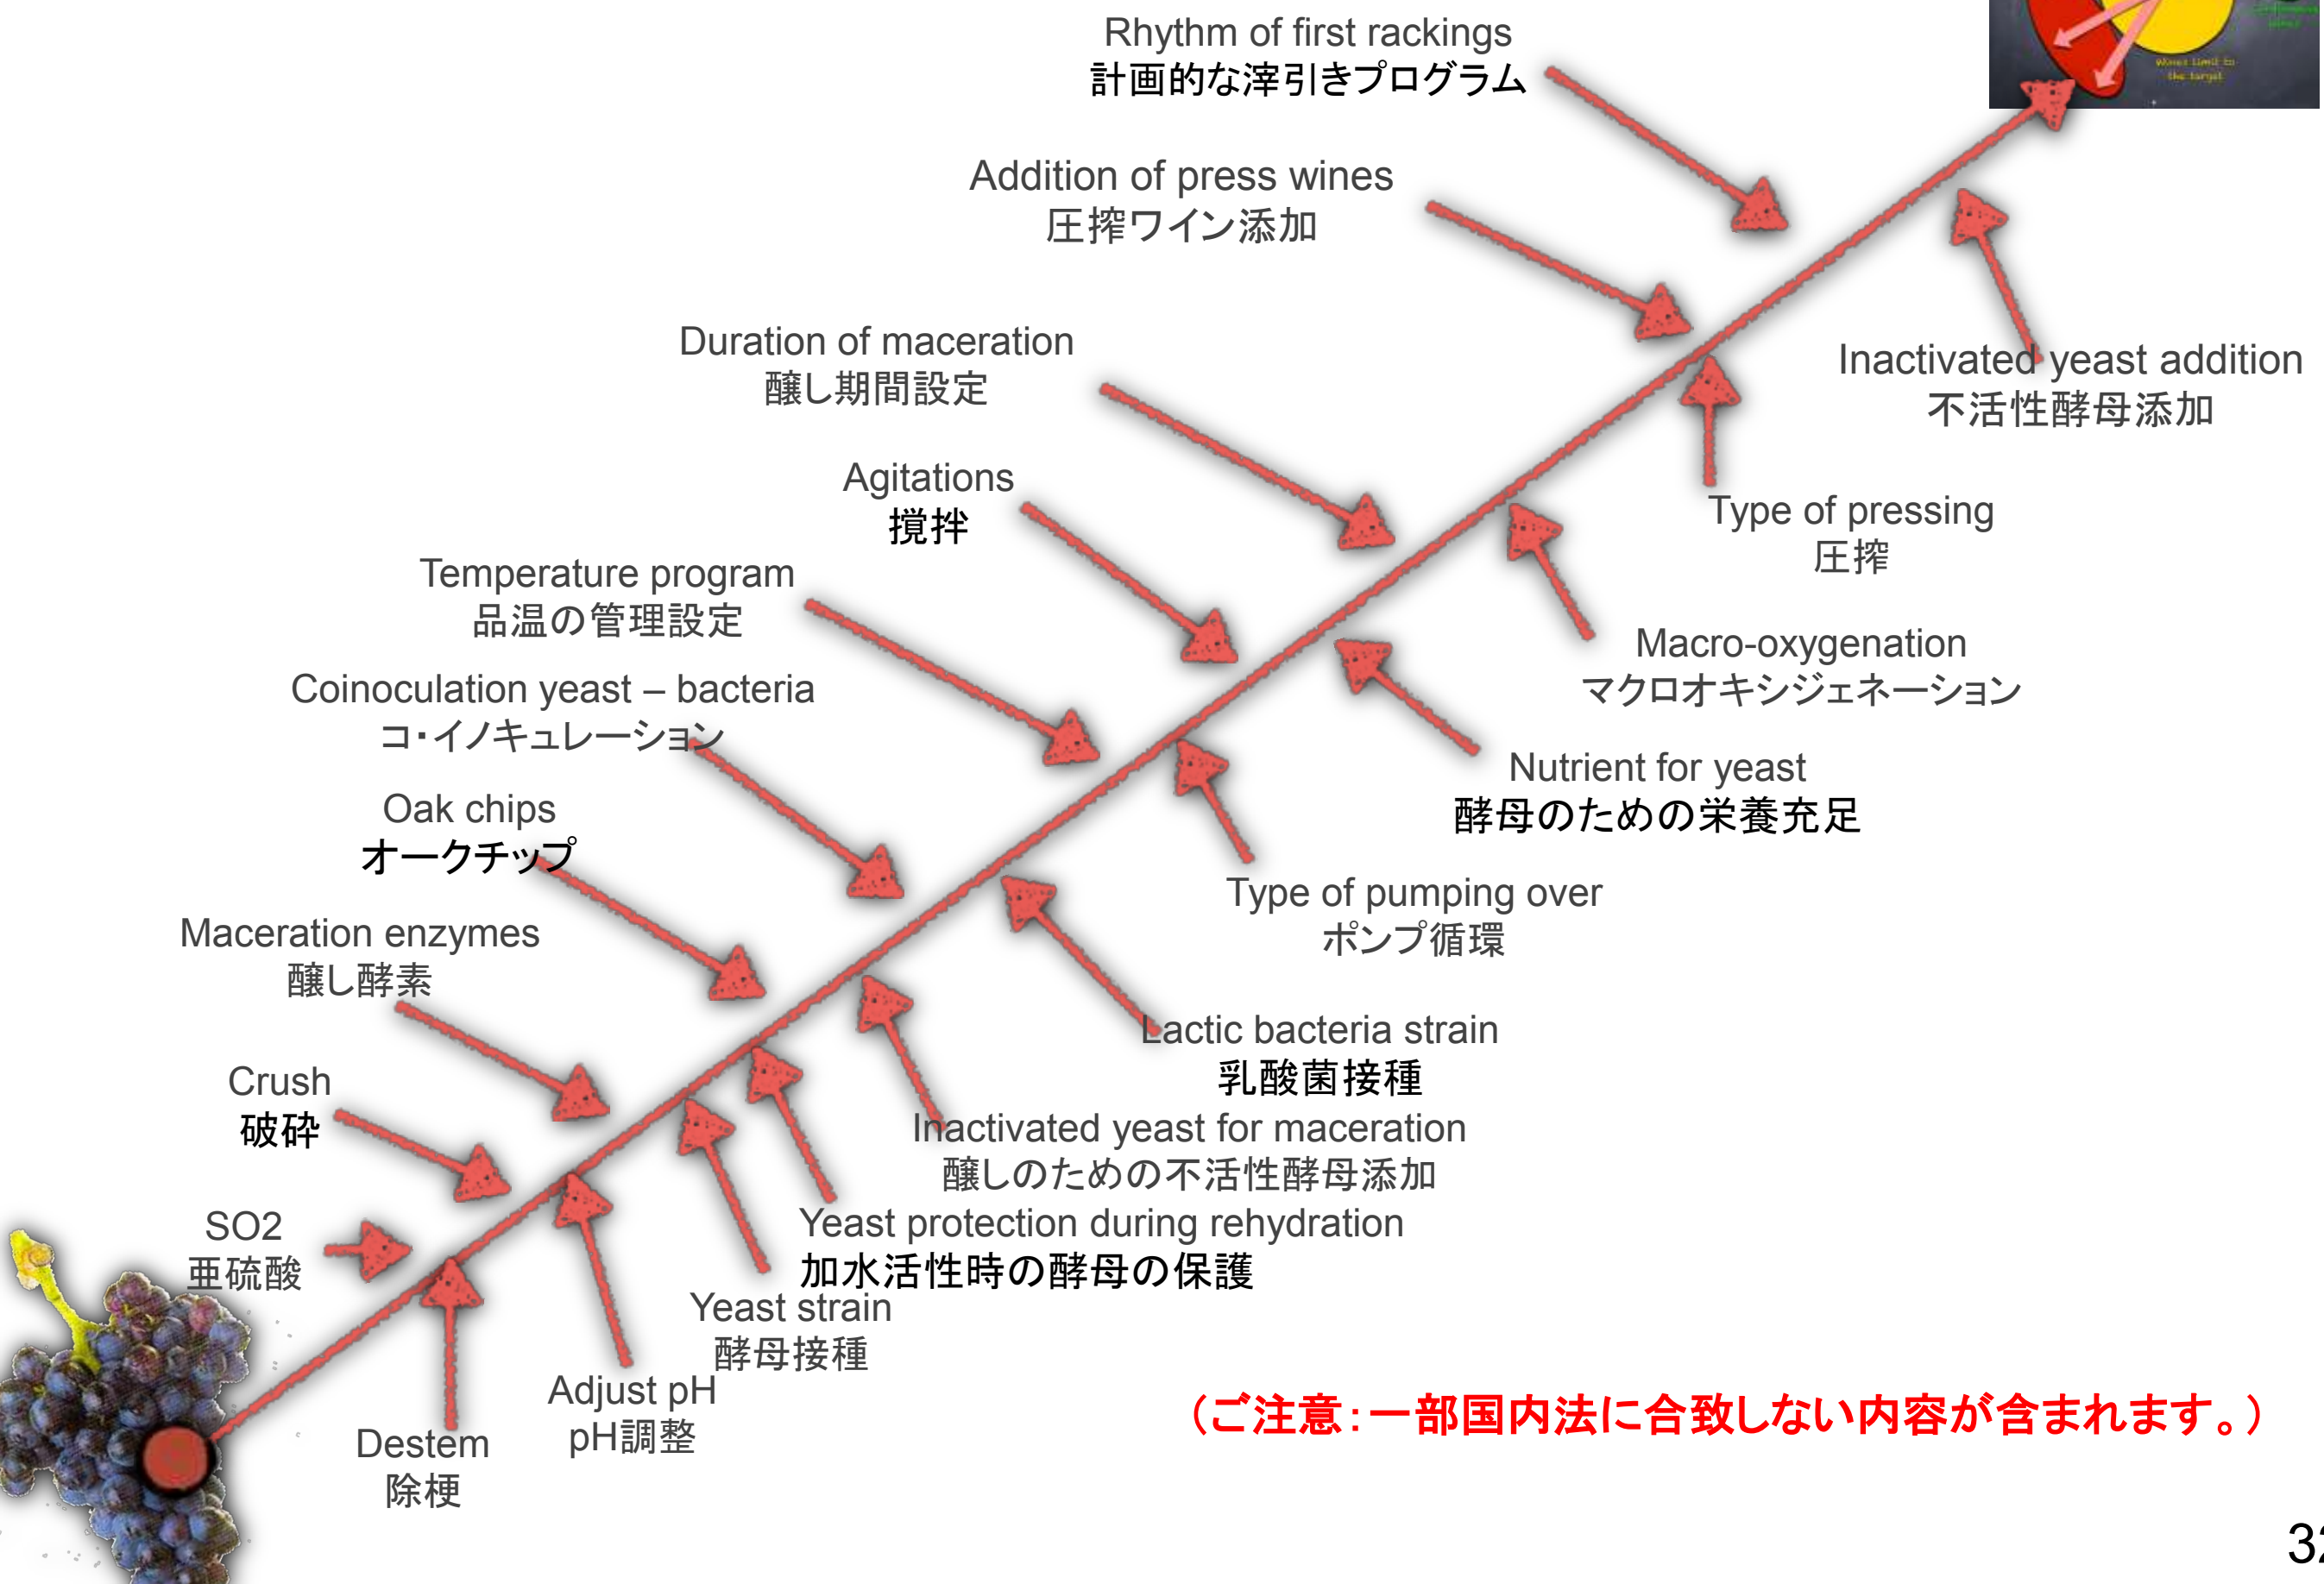 Rhythm of first rackings
計画的な滓引きプログラム
Wines limit to
the target
Addition of press wines
圧搾ワイン添加
Duration of maceration
醸し期間設定
Inactivated yeast addition
不活性酵母添加
Agitations
撹拌
Type of pressing
圧搾
Temperature program
品温の管理設定
Macro-oxygenation
マクロオキシジェネーション
Coinoculation yeast – bacteria
コ・イノキュレーション
Nutrient for yeast
酵母のための栄養充足
Oak chips
オークチップ
Type of pumping over
ポンプ循環
Maceration enzymes
醸し酵素
Lactic bacteria strain
乳酸菌接種
Crush
破砕
Inactivated yeast for maceration
醸しのための不活性酵母添加
SO2
亜硫酸
Yeast protection during rehydration
加水活性時の酵母の保護
Yeast strain
酵母接種
Adjust pH
pH調整
Destem
除梗
（ご注意：一部国内法に合致しない内容が含まれます。）
32